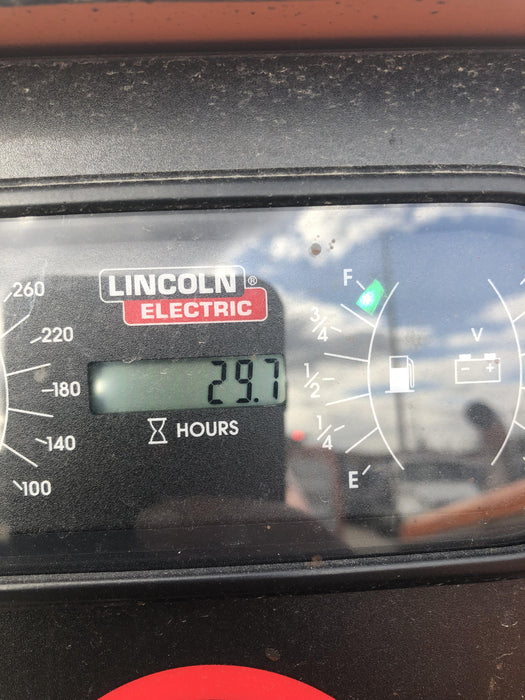 260
220
180
140
100
LINCOLN®
ELECTRIC
29.7
HOURS
F
3/4
1/2
1/4
E
V
- +